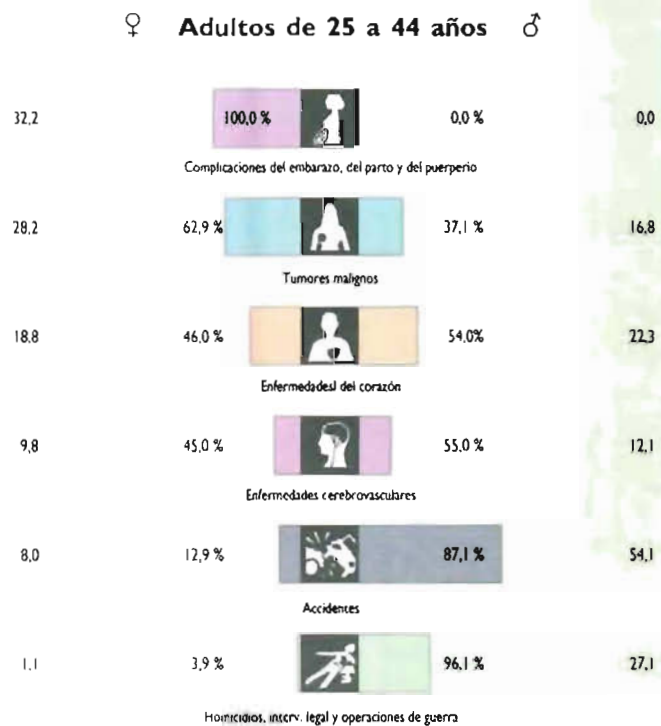 ♀ Adultos de 25 a 44 años ♂
32,2 100,0 % 0,0 % 0,0
Complicaciones del embarazo, del parto y del puerperio
28,2 62,9 % 37,1 % 16,8
Tumores malignos
18,8 46,0 % 54,0% 22,3
Enfermedades del corazón
9,8 45,0 % 55,0 % 12,1
Enfermedades cerebrovasculares
8,0 12,9 % 87,1 % 54,1
Accidentes
1,1 3,9 % 96,1 % 27,1
Homicidios, interv. legal y operaciones de guerra